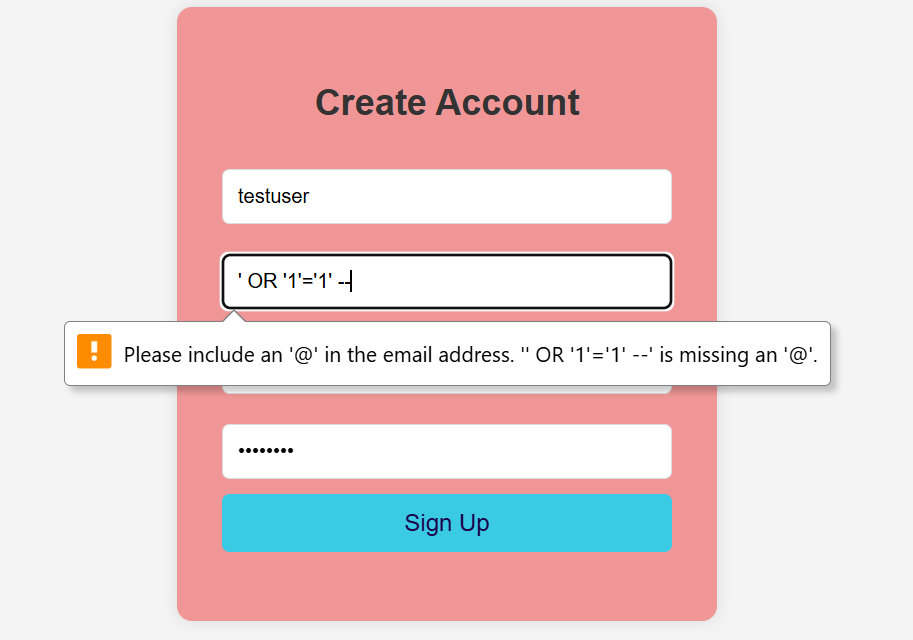 Create Account
testuser
' OR '1'='1' --
Please include an '@' in the email address. '' OR '1'='1' --' is missing an '@'.
••••••••
Sign Up